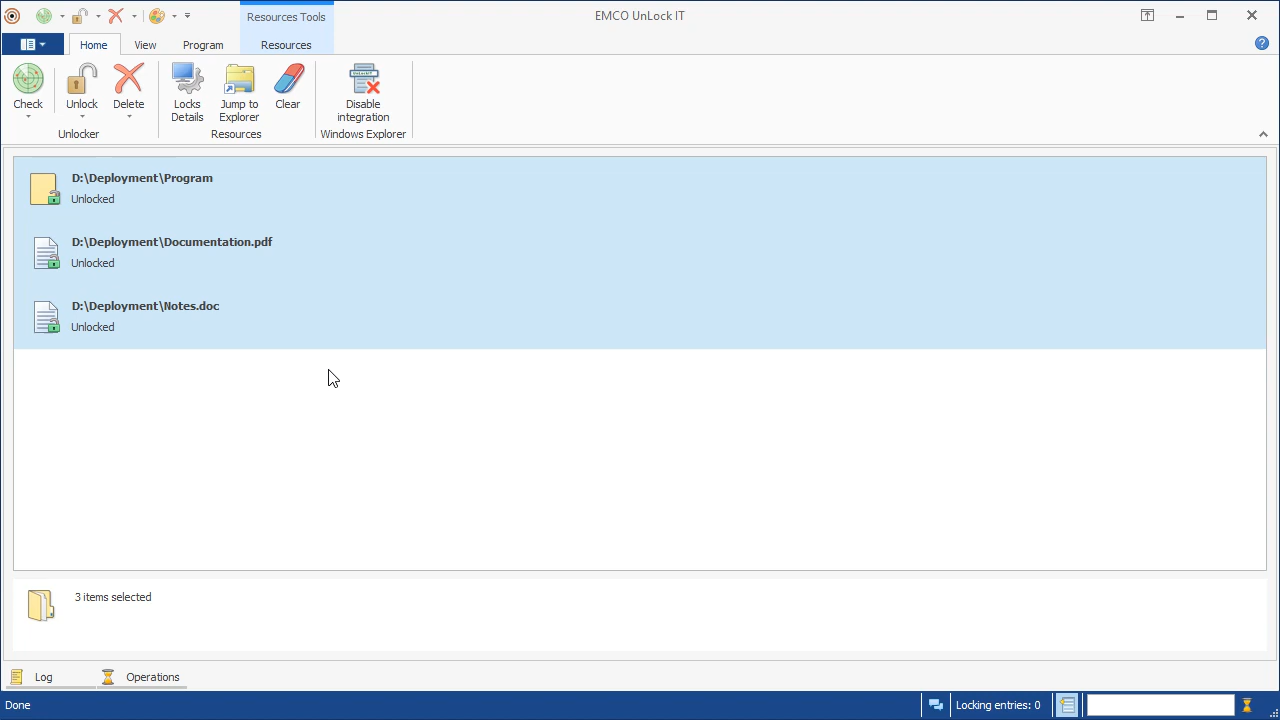 EMCO UnLock IT
Resources Tools
Home
View
Program
Resources
Check
Unlock
Delete
Locks Details
Jump to Explorer
Clear
Disable integration
Unlocker
Resources
Windows Explorer
D:\Deployment\Program
Unlocked
D:\Deployment\Documentation.pdf
Unlocked
D:\Deployment\Notes.doc
Unlocked
3 items selected
Log
Operations
Done
Locking entries: 0